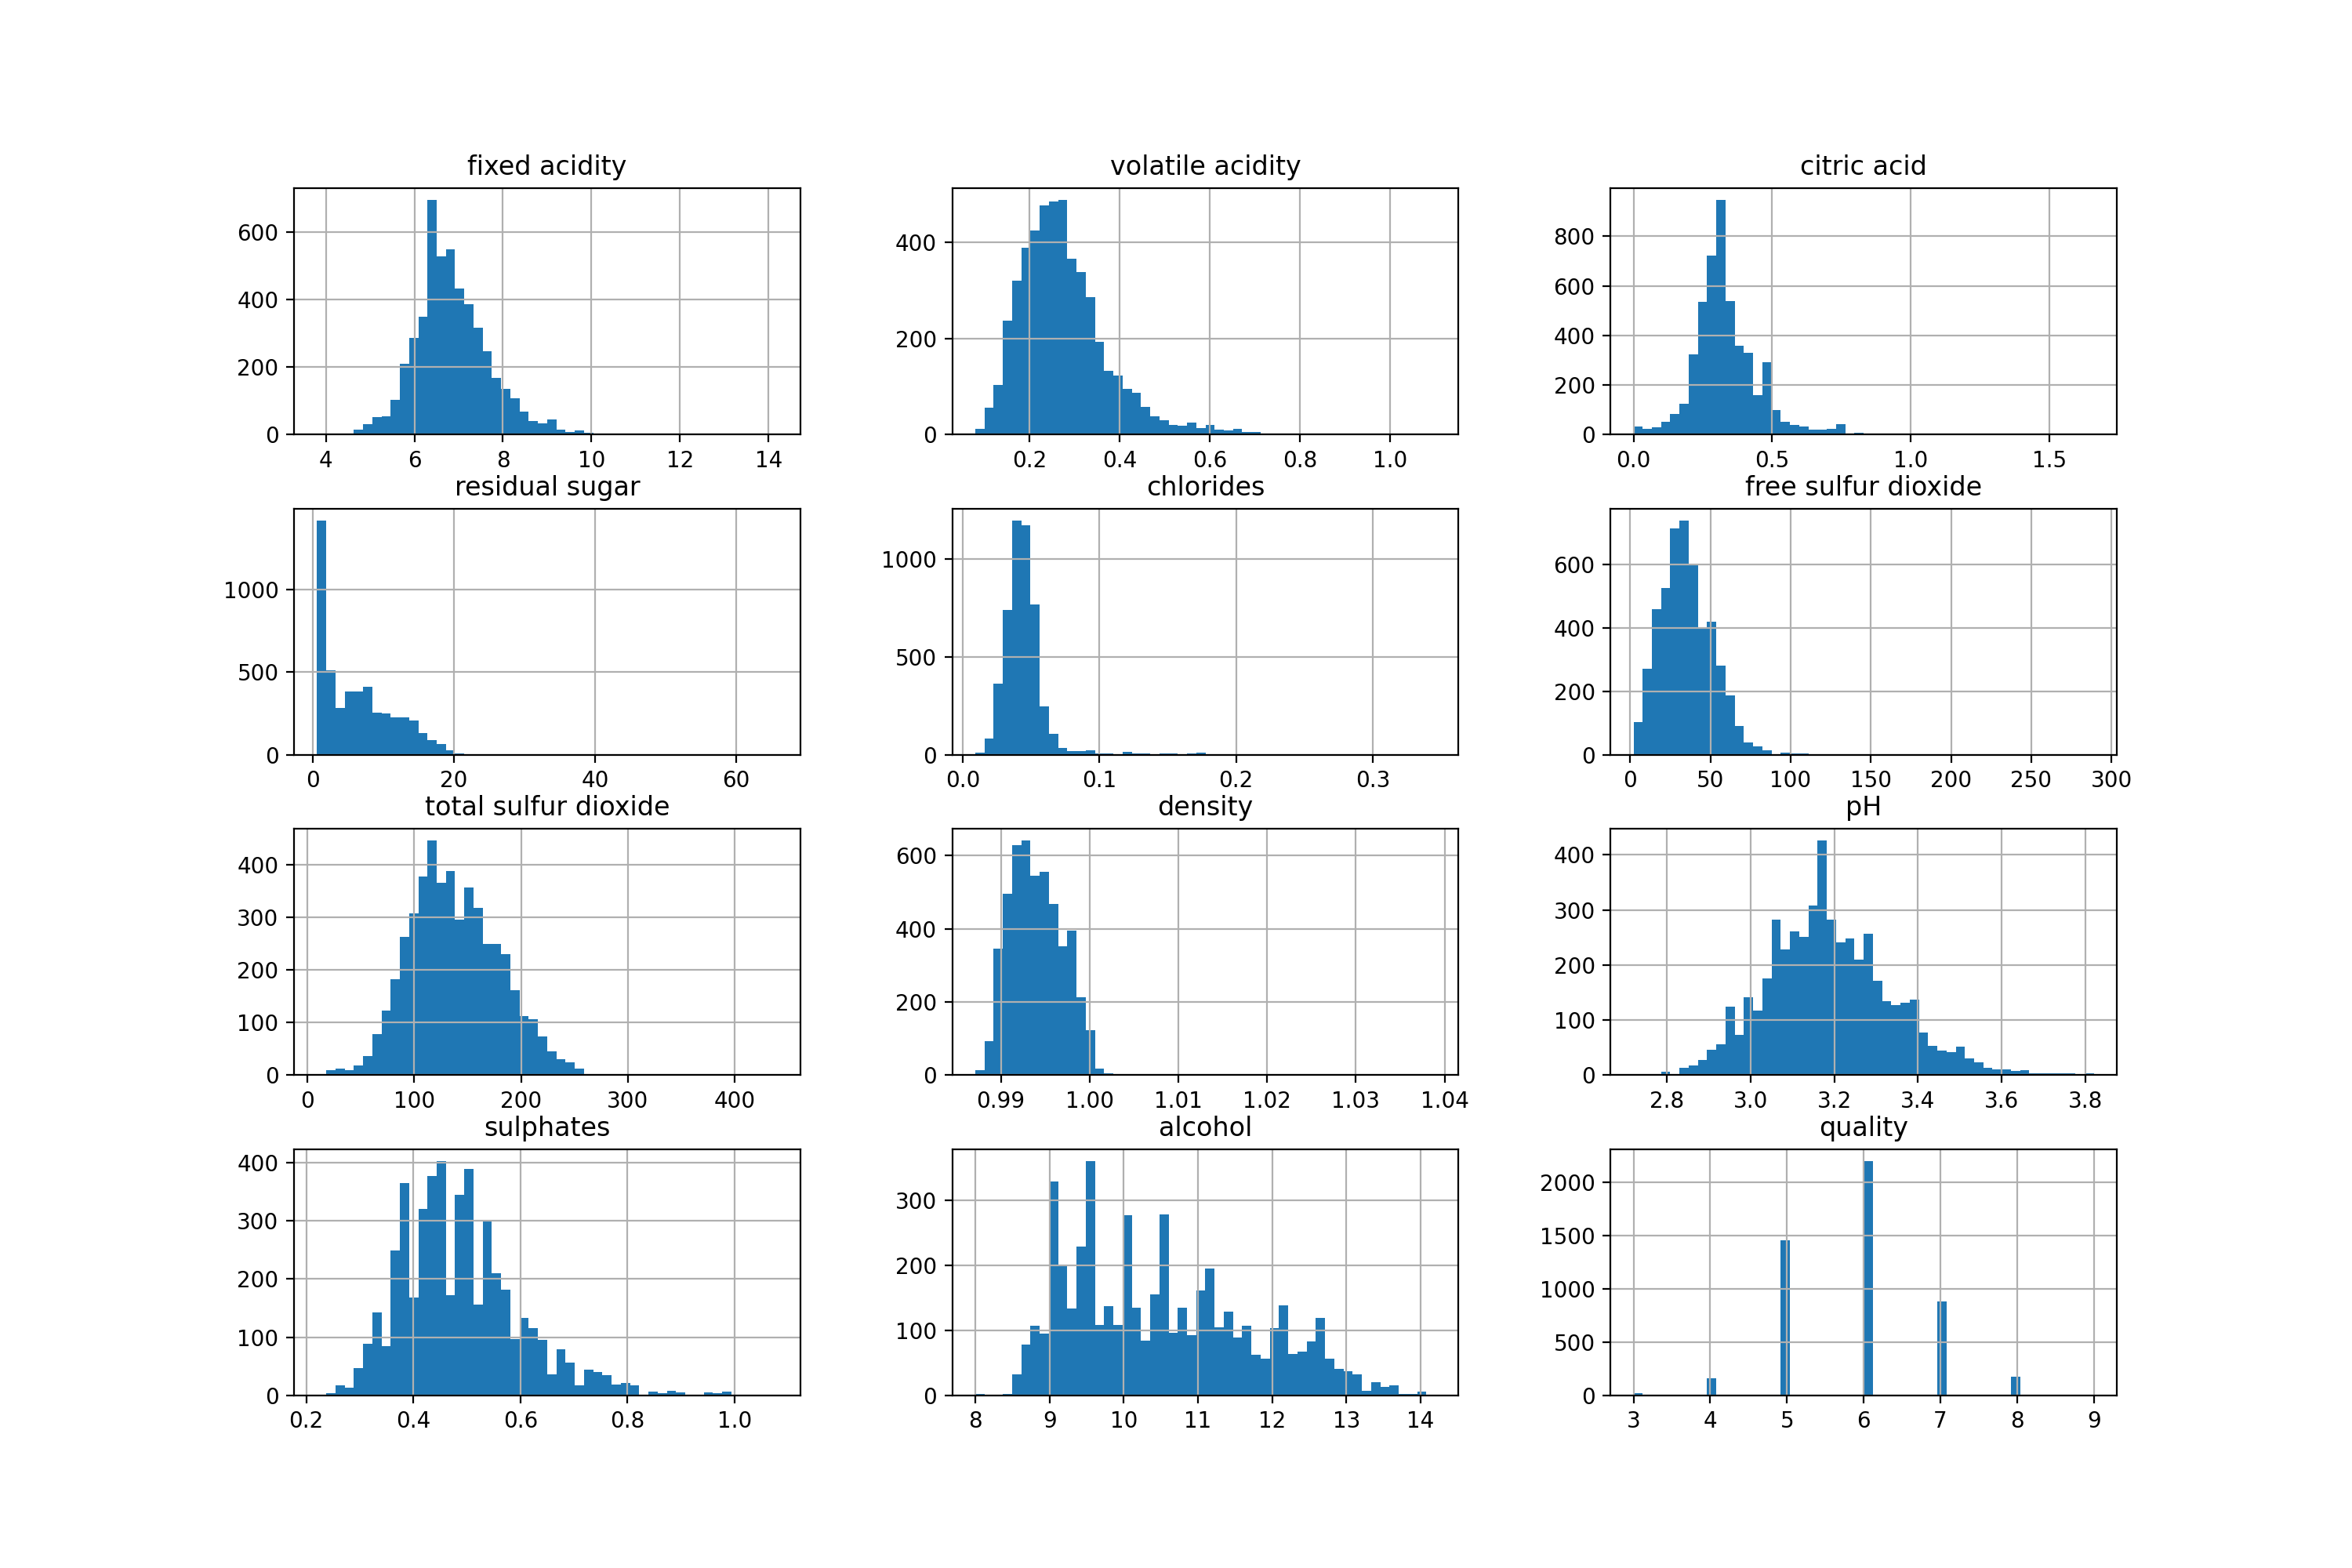 fixed acidity
600
400
200
0
4 6 8 10 12 14
volatile acidity
400
200
0
0.2 0.4 0.6 0.8 1.0
citric acid
800
600
400
200
0
0.0 0.5 1.0 1.5
residual sugar
1000
500
0
0 20 40 60
chlorides
1000
500
0
0.0 0.1 0.2 0.3
free sulfur dioxide
600
400
200
0
0 50 100 150 200 250 300
total sulfur dioxide
400
300
200
100
0
0 100 200 300 400
density
600
400
200
0
0.99 1.00 1.01 1.02 1.03 1.04
pH
400
300
200
100
0
2.8 3.0 3.2 3.4 3.6 3.8
sulphates
400
300
200
100
0
0.2 0.4 0.6 0.8 1.0
alcohol
300
200
100
0
8 9 10 11 12 13 14
quality
2000
1500
1000
500
0
3 4 5 6 7 8 9